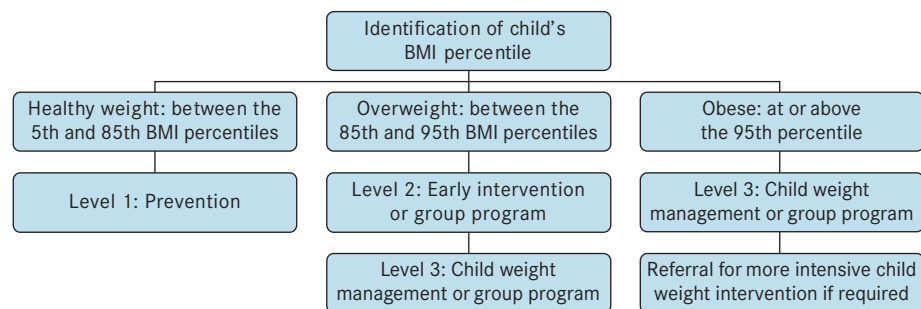 Identification of child's
BMI percentile
Healthy weight: between the
5th and 85th BMI percentiles
Overweight: between the
85th and 95th BMI percentiles
Obese: at or above
the 95th percentile
Level 1: Prevention
Level 2: Early intervention
or group program
Level 3: Child weight
management or group program
Level 3: Child weight
management or group program
Referral for more intensive child
weight intervention if required